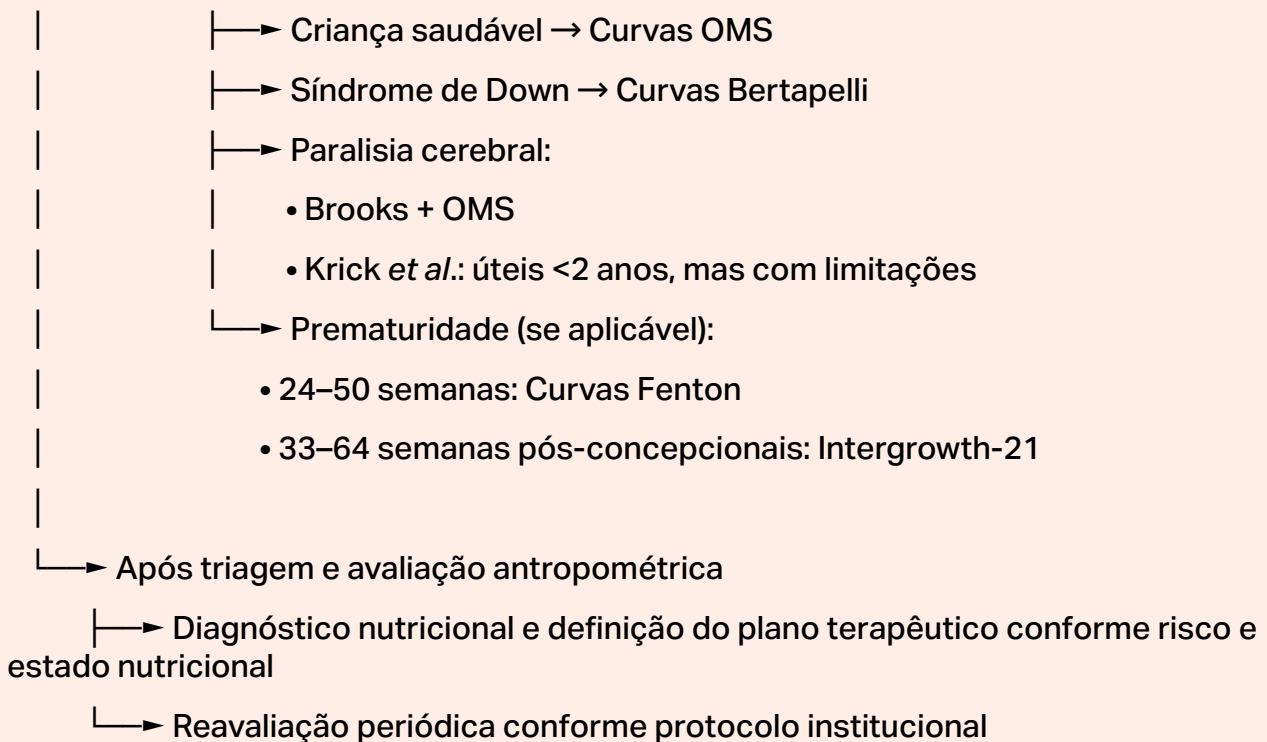 Criança saudável → Curvas OMS
Síndrome de Down → Curvas Bertapelli
Paralisia cerebral:
• Brooks + OMS
• Krick et al.: úteis <2 anos, mas com limitações
Prematuridade (se aplicável):
• 24–50 semanas: Curvas Fenton
• 33–64 semanas pós-concepcionais: Intergrowth-21
Após triagem e avaliação antropométrica
Diagnóstico nutricional e definição do plano terapêutico conforme risco e
estado nutricional
Reavaliação periódica conforme protocolo institucional